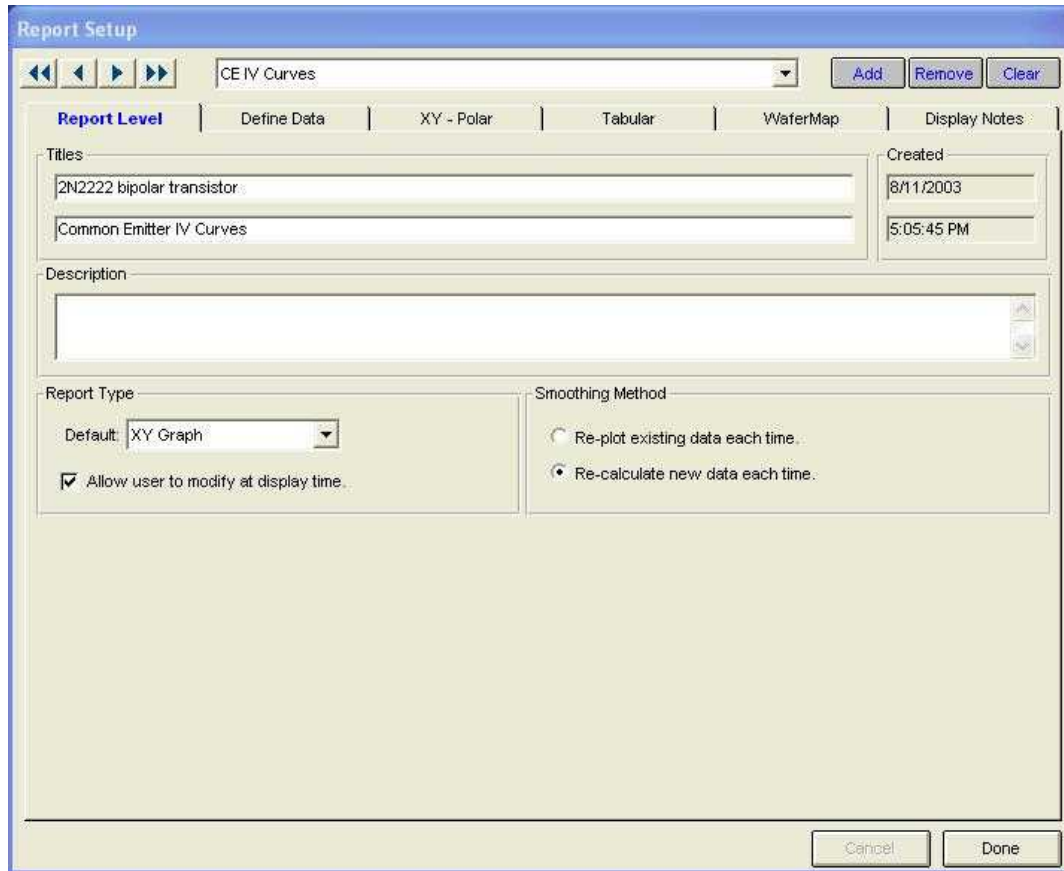 Report Setup
CE IV Curves
Add Remove Clear
Report Level Define Data XY - Polar Tabular WaferMap Display Notes
Titles
2N2222 bipolar transistor
Common Emitter IV Curves
Created
8/11/2003
5:05:45 PM
Description
Report Type
Default: XY Graph
Allow user to modify at display time.
Smoothing Method
Re-plot existing data each time.
Re-calculate new data each time.
Cancel Done